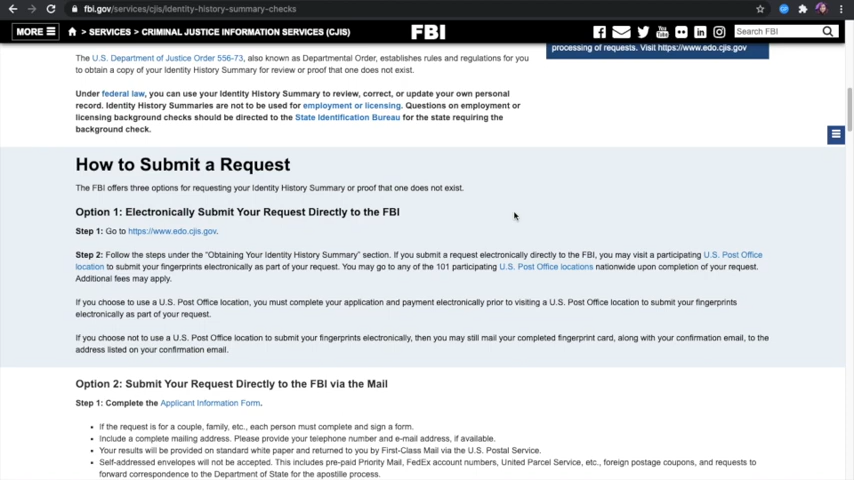 fbi.gov/services/cjis/identity-history-summary-checks
MORE > SERVICES > CRIMINAL JUSTICE INFORMATION SERVICES (CJIS)
FBI
Search FBI
processing of requests. Visit https://www.edo.cjis.gov
The U.S. Department of Justice Order 556-73, also known as Departmental Order, establishes rules and regulations for you
to obtain a copy of your Identity History Summary for review or proof that one does not exist.
Under federal law, you can use your Identity History Summary to review, correct, or update your own personal
record. Identity History Summaries are not to be used for employment or licensing. Questions on employment or
licensing background checks should be directed to the State Identification Bureau for the state requiring the
background check.
How to Submit a Request
The FBI offers three options for requesting your Identity History Summary or proof that one does not exist.
Option 1: Electronically Submit Your Request Directly to the FBI
Step 1: Go to https://www.edo.cjis.gov.
Step 2: Follow the steps under the "Obtaining Your Identity History Summary" section. If you submit a request electronically directly to the FBI, you may visit a participating U.S. Post Office
location to submit your fingerprints electronically as part of your request. You may go to any of the 101 participating U.S. Post Office locations nationwide upon completion of your request.
Additional fees may apply.
If you choose to use a U.S. Post Office location, you must complete your application and payment electronically prior to visiting a U.S. Post Office location to submit your fingerprints
electronically as part of your request.
If you choose not to use a U.S. Post Office location to submit your fingerprints electronically, then you may still mail your completed fingerprint card, along with your confirmation email, to the
address listed on your confirmation email.
Option 2: Submit Your Request Directly to the FBI via the Mail
Step 1: Complete the Applicant Information Form.
• If the request is for a couple, family, etc., each person must complete and sign a form.
• Include a complete mailing address. Please provide your telephone number and e-mail address, if available.
• Your results will be provided on standard white paper and returned to you by First-Class Mail via the U.S. Postal Service.
• Self-addressed envelopes will not be accepted. This includes pre-paid Priority Mail, FedEx account numbers, United Parcel Service, etc., foreign postage coupons, and requests to
forward correspondence to the Department of State for the apostille process.